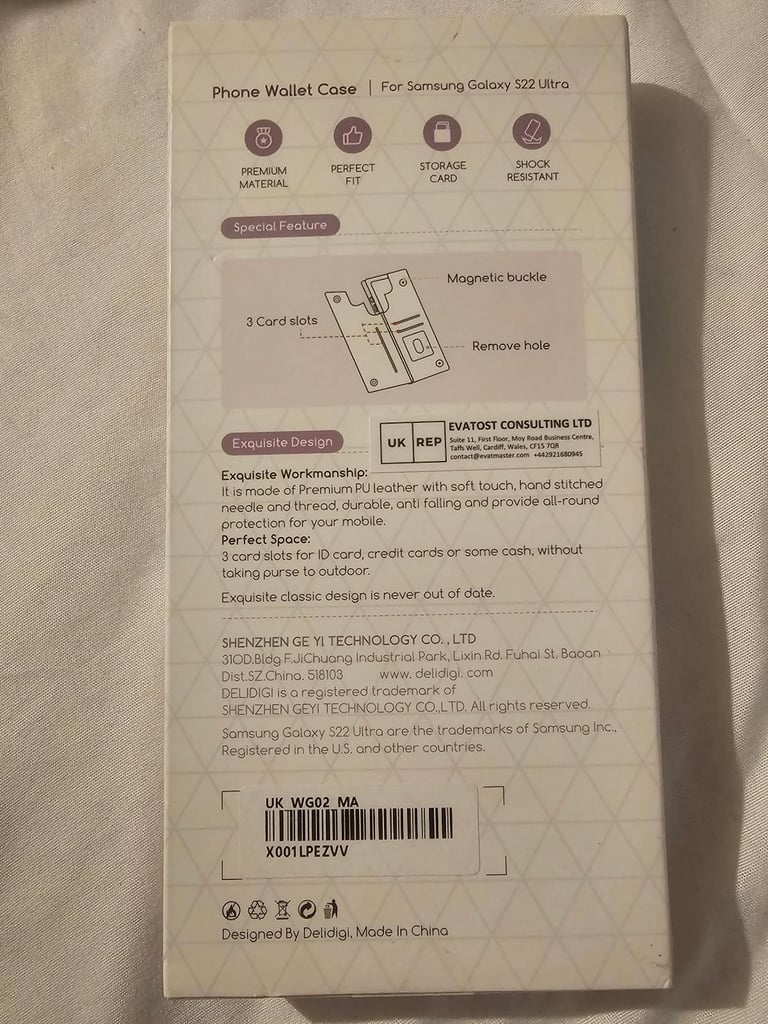 Phone Wallet Case | For Samsung Galaxy S22 Ultra
PREMIUM MATERIAL
PERFECT FIT
STORAGE CARD
SHOCK RESISTANT
Special Feature
Magnetic buckle
3 Card slots
Remove hole
Exquisite Design
UK REP
EVATOST CONSULTING LTD
Suite 11, First Floor, Moy Road Business Centre,
Taffs Well, Cardiff, Wales, CF15 7QR
contact@evatmaster.com +442921680945
Exquisite Workmanship:
It is made of Premium PU leather with soft touch, hand stitched
needle and thread, durable, anti falling and provide all-round
protection for your mobile.
Perfect Space:
3 card slots for ID card, credit cards or some cash, without
taking purse to outdoor.
Exquisite classic design is never out of date.
SHENZHEN GE YI TECHNOLOGY CO. , LTD
310D.Bldg F.JiChuang Industrial Park, Lixin Rd. Fuhai St. Baoan
Dist.SZ.China. 518103 www. delidigi. com
DELIDIGI is a registered trademark of
SHENZHEN GEYI TECHNOLOGY CO.,LTD. All rights reserved.
Samsung Galaxy S22 Ultra are the trademarks of Samsung Inc.,
Registered in the U.S. and other countries.
UK WG02 MA
X001LPEZVV
Designed By Delidigi, Made In China